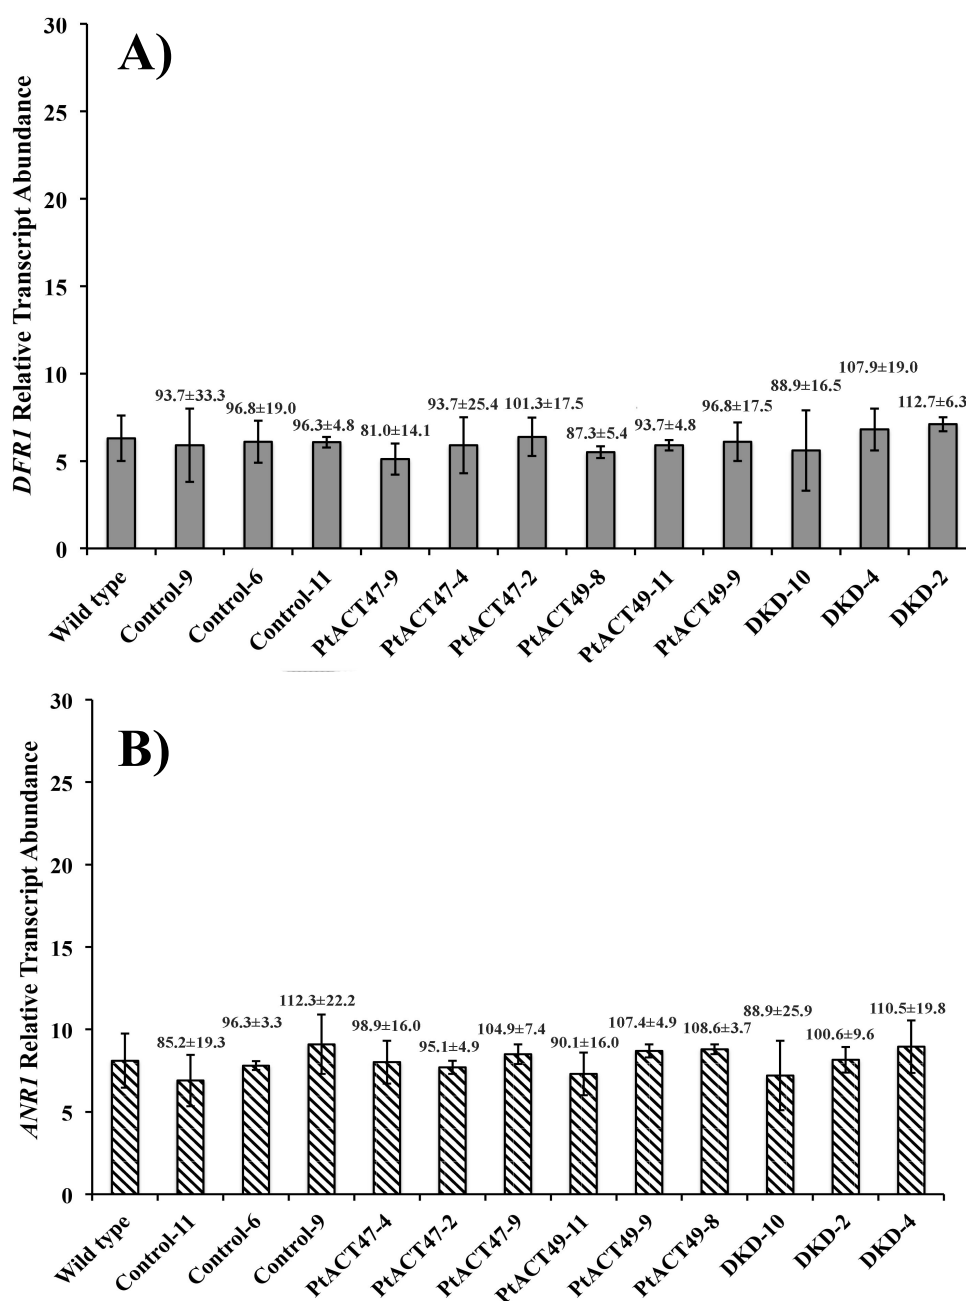 A)
DFR1 Relative Transcript Abundance
30
25
20
15
10
5
0
93.7±33.3
96.8±19.0
96.3±4.8
81.0±14.1
93.7±25.4
101.3±17.5
87.3±5.4
93.7±4.8
96.8±17.5
88.9±16.5
107.9±19.0
112.7±6.3
Wild type
Control-9
Control-6
Control-11
PtACT47-9
PtACT47-4
PtACT47-2
PtACT49-8
PtACT49-11
PtACT49-9
DKD-10
DKD-4
DKD-2
B)
ANR1 Relative Transcript Abundance
30
25
20
15
10
5
0
85.2±19.3
96.3±3.3
112.3±22.2
98.9±16.0
95.1±4.9
104.9±7.4
90.1±16.0
107.4±4.9
108.6±3.7
88.9±25.9
100.6±9.6
110.5±19.8
Wild type
Control-11
Control-6
Control-9
PtACT47-4
PtACT47-2
PtACT47-9
PtACT49-11
PtACT49-9
PtACT49-8
DKD-10
DKD-2
DKD-4